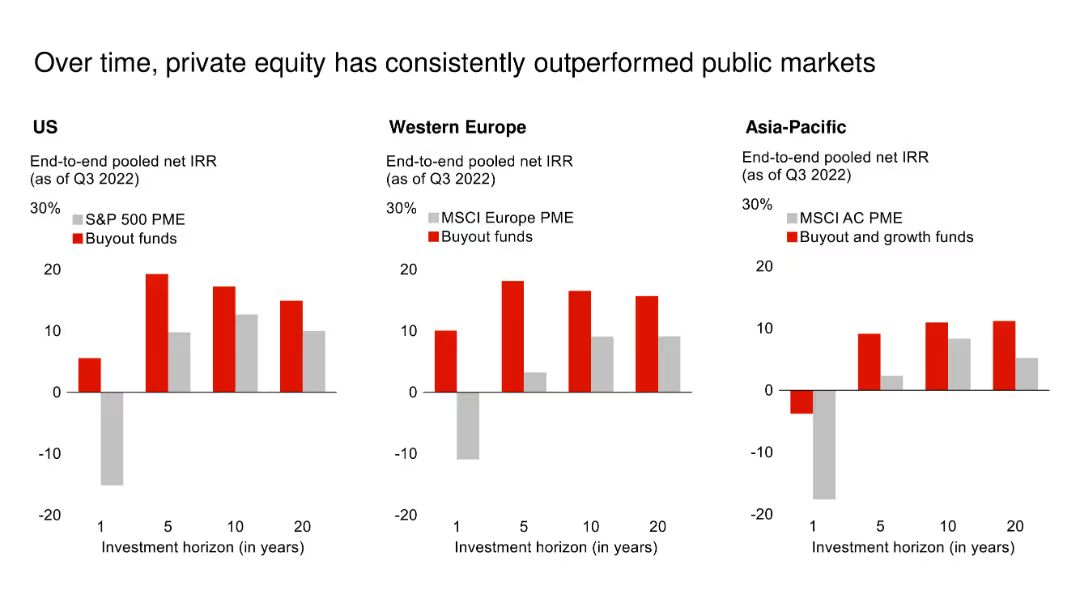 Over time, private equity has consistently outperformed public markets
US
End-to-end pooled net IRR
(as of Q3 2022)
30%
S&P 500 PME
Buyout funds
20
10
0
-10
-20
1 5 10 20
Investment horizon (in years)
Western Europe
End-to-end pooled net IRR
(as of Q3 2022)
30%
MSCI Europe PME
Buyout funds
20
10
0
-10
-20
1 5 10 20
Investment horizon (in years)
Asia-Pacific
End-to-end pooled net IRR
(as of Q3 2022)
30%
MSCI AC PME
Buyout and growth funds
20
10
0
-10
-20
1 5 10 20
Investment horizon (in years)